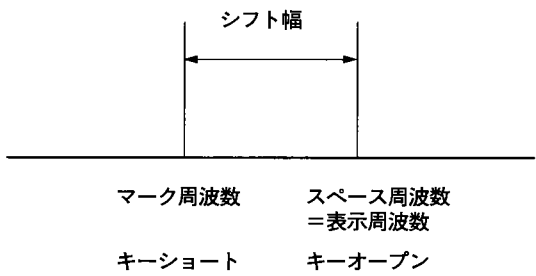 シフト幅
マーク周波数
スペース周波数
=表示周波数
キーショート
キーオープン